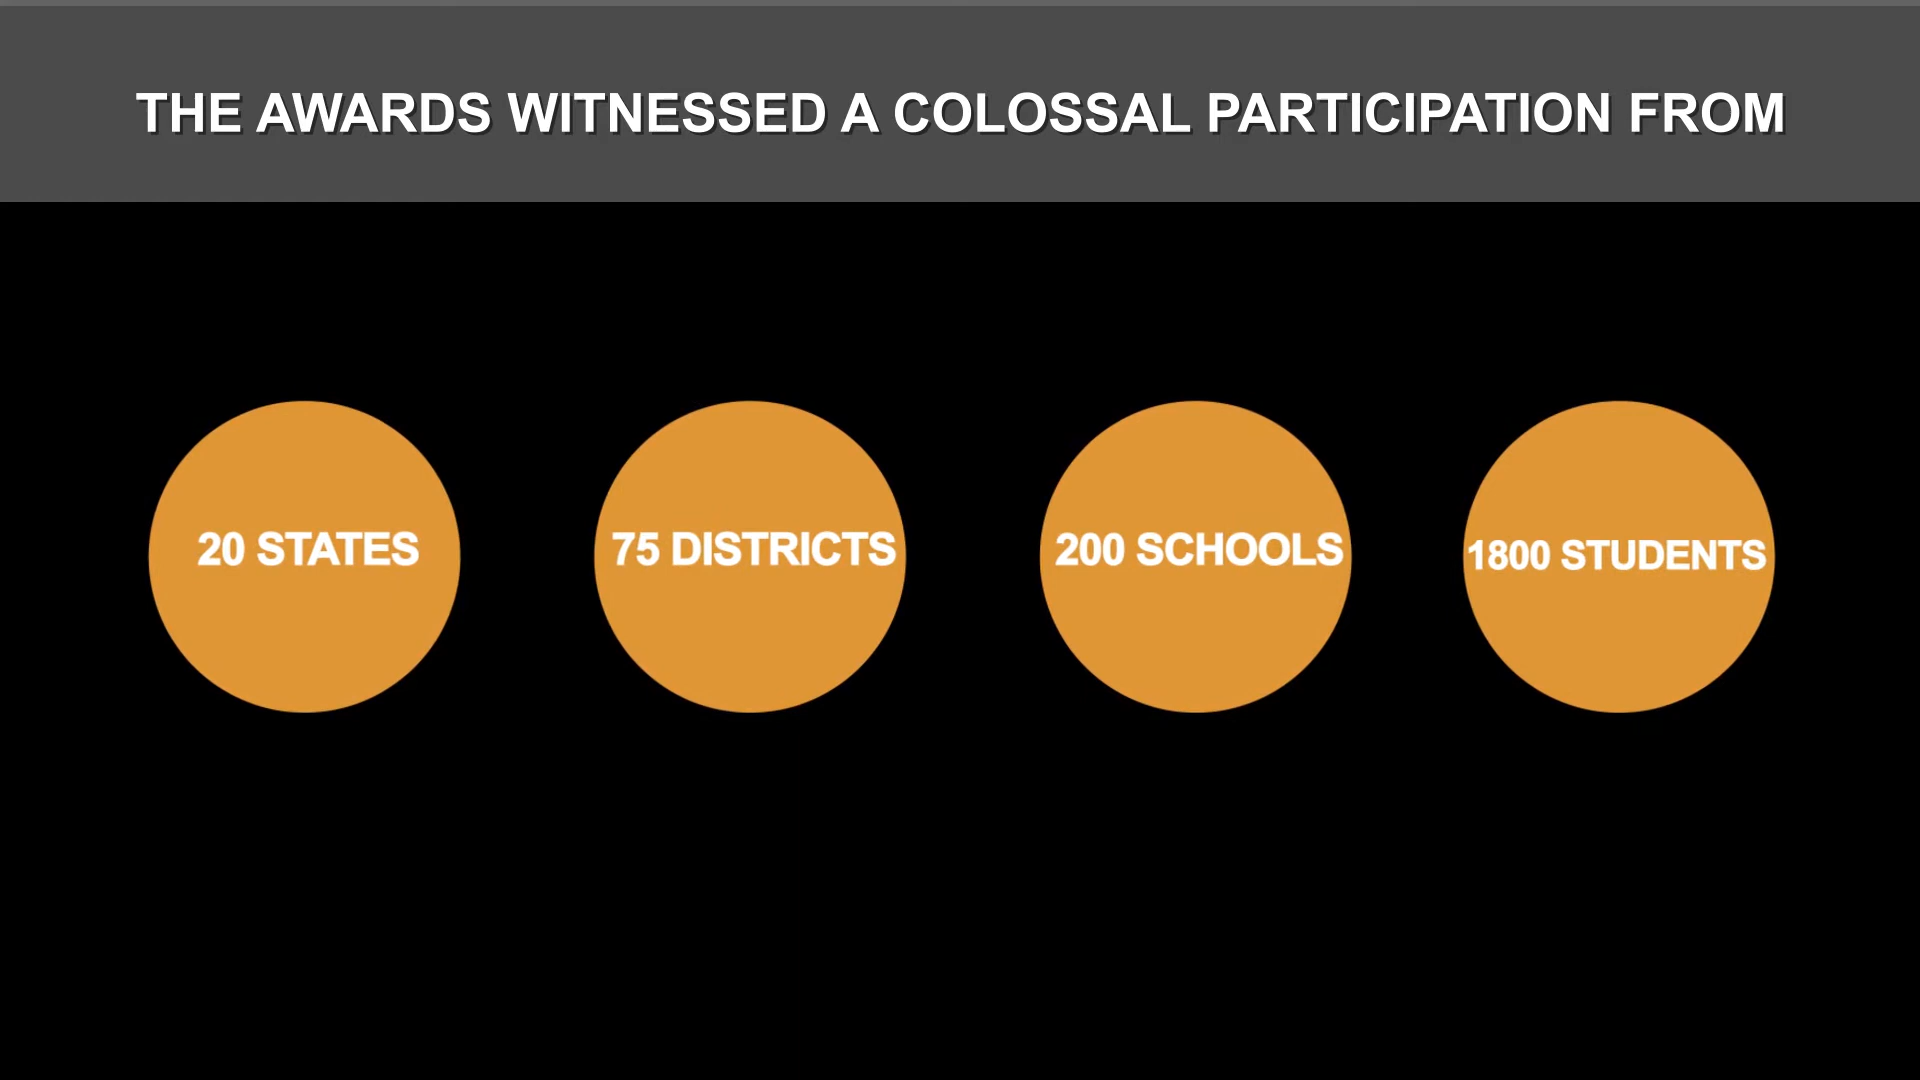 THE AWARDS WITNESSED A COLOSSAL PARTICIPATION FROM
20 STATES
75 DISTRICTS
200 SCHOOLS
1800 STUDENTS